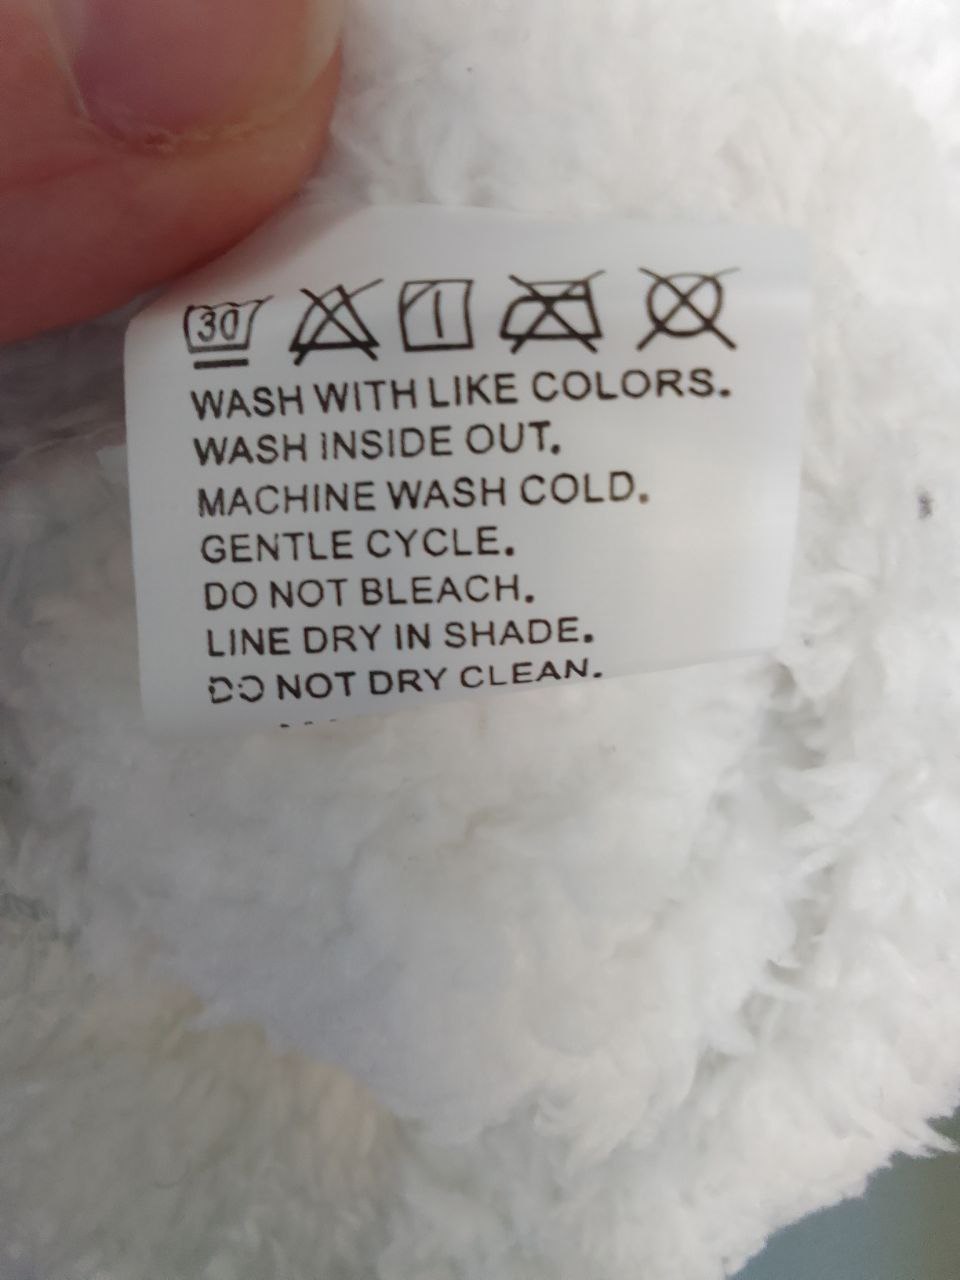 30
WASH WITH LIKE COLORS.
WASH INSIDE OUT.
MACHINE WASH COLD.
GENTLE CYCLE.
DO NOT BLEACH.
LINE DRY IN SHADE.
DO NOT DRY CLEAN.